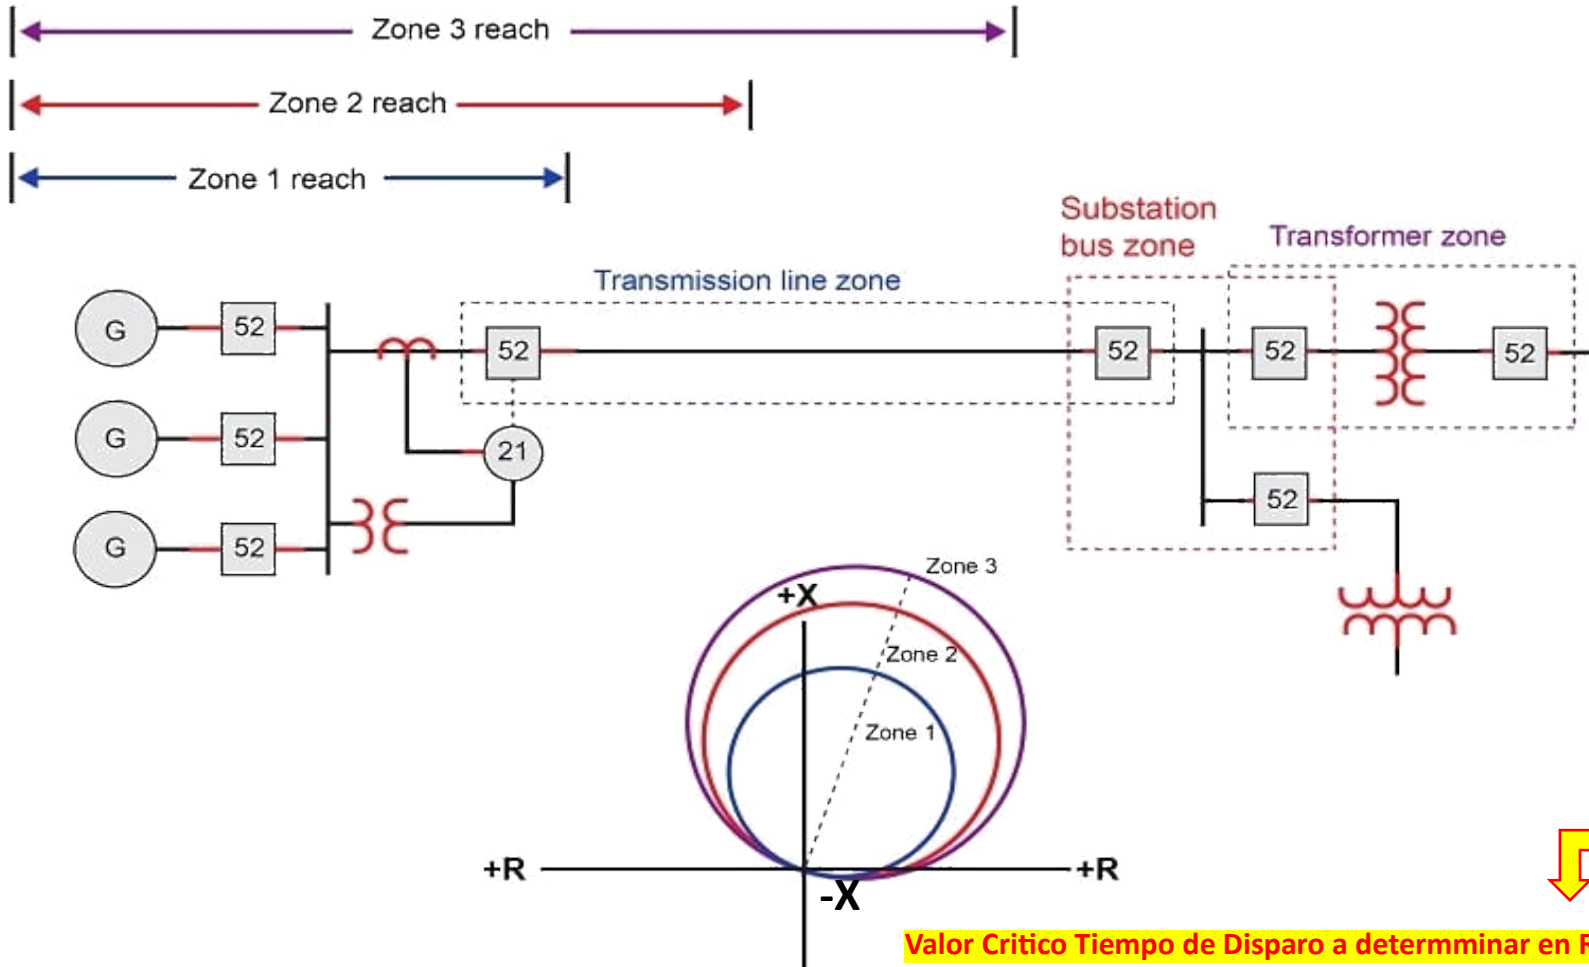 Zone 3 reach
Zone 2 reach
Zone 1 reach
Substation
bus zone
Transformer zone
Transmission line zone
G
52
52
52
52
52
G
52
21
52
G
52
Zone 3
+X
Zone 2
Zone 1
+R
+R
-X
Valor Critico Tiempo de Disparo a determminar en